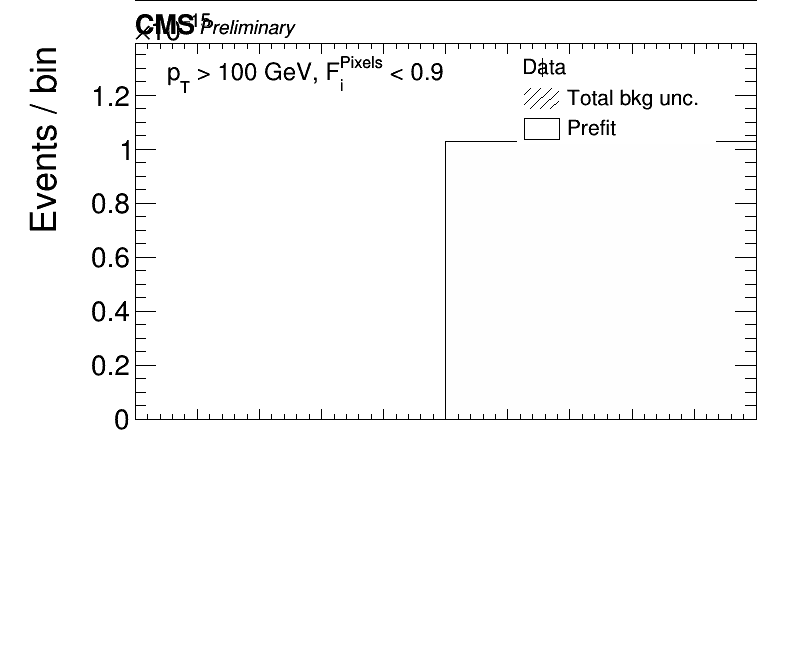 CMS Preliminary
×10^15
Events / bin
p_T > 100 GeV, F_i^Pixels < 0.9
Data
Total bkg unc.
Prefit
1.2
1
0.8
0.6
0.4
0.2
0